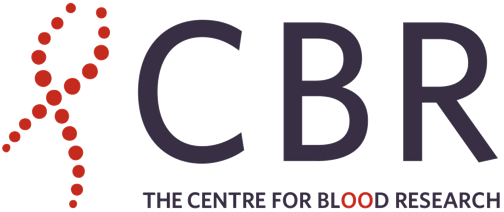 CBR
THE CENTRE FOR BLOOD RESEARCH